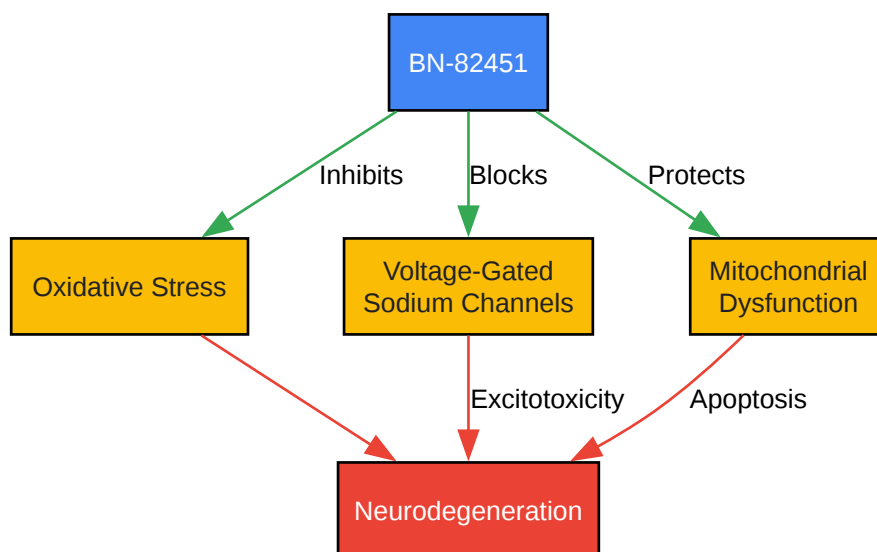 BN-82451
Inhibits
Blocks
Protects
Oxidative Stress
Voltage-Gated
Sodium Channels
Mitochondrial
Dysfunction
Excitotoxicity
Apoptosis
Neurodegeneration